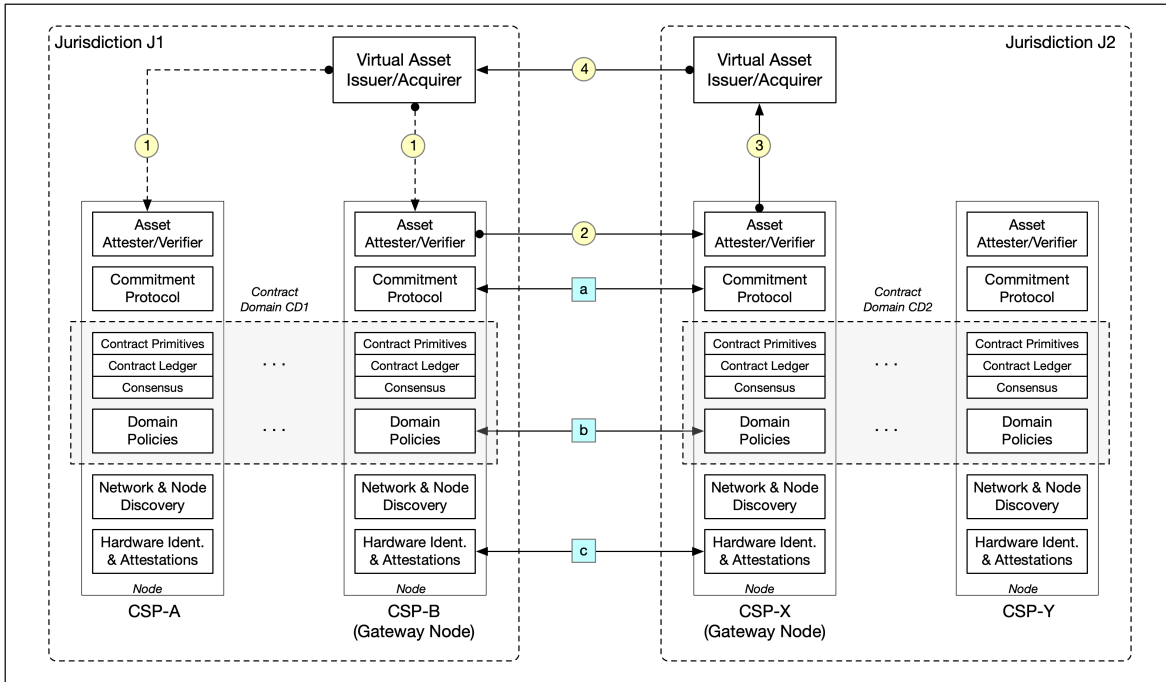 Jurisdiction J1
Jurisdiction J2
Virtual Asset
Issuer/Acquirer
4
Virtual Asset
Issuer/Acquirer
1
1
3
Asset
Attester/Verifier
Asset
Attester/Verifier
2
Asset
Attester/Verifier
Asset
Attester/Verifier
Commitment
Protocol
Contract
Domain CD1
Commitment
Protocol
a
Commitment
Protocol
Contract
Domain CD2
Commitment
Protocol
Contract Primitives
Contract Ledger
Consensus
. . .
Contract Primitives
Contract Ledger
Consensus
Contract Primitives
Contract Ledger
Consensus
. . .
Contract Primitives
Contract Ledger
Consensus
Domain
Policies
. . .
Domain
Policies
b
Domain
Policies
. . .
Domain
Policies
Network & Node
Discovery
Network & Node
Discovery
Network & Node
Discovery
Network & Node
Discovery
Hardware Ident.
& Attestations
Hardware Ident.
& Attestations
c
Hardware Ident.
& Attestations
Hardware Ident.
& Attestations
Node
Node
Node
Node
CSP-A
CSP-B
(Gateway Node)
CSP-X
(Gateway Node)
CSP-Y